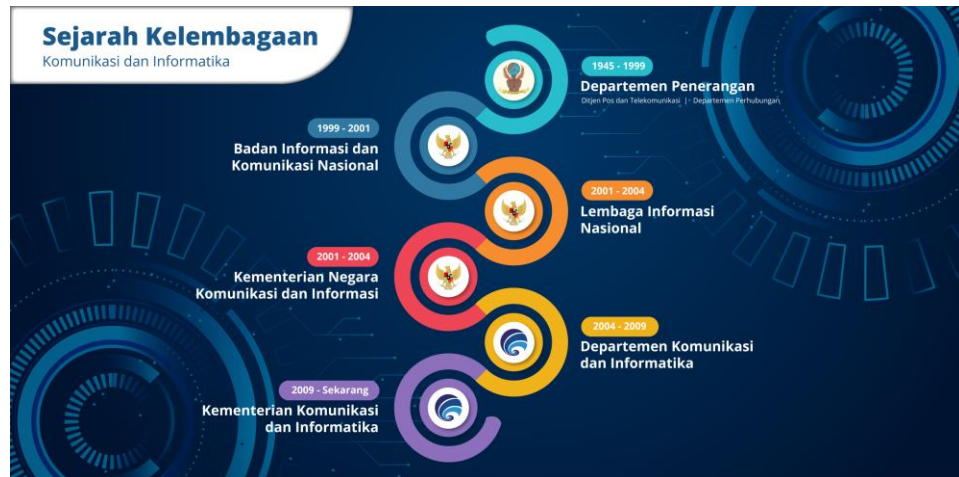 Sejarah Kelembagaan
Komunikasi dan Informatika
1945 - 1999
Departemen Penerangan
Ditjen Pos dan Telekomunikasi | Departemen Perhubungan
1999 - 2001
Badan Informasi dan
Komunikasi Nasional
2001 - 2004
Lembaga Informasi
Nasional
2001 - 2004
Kementerian Negara
Komunikasi dan Informasi
2004 - 2009
Departemen Komunikasi
dan Informatika
2009 - Sekarang
Kementerian Komunikasi
dan Informatika